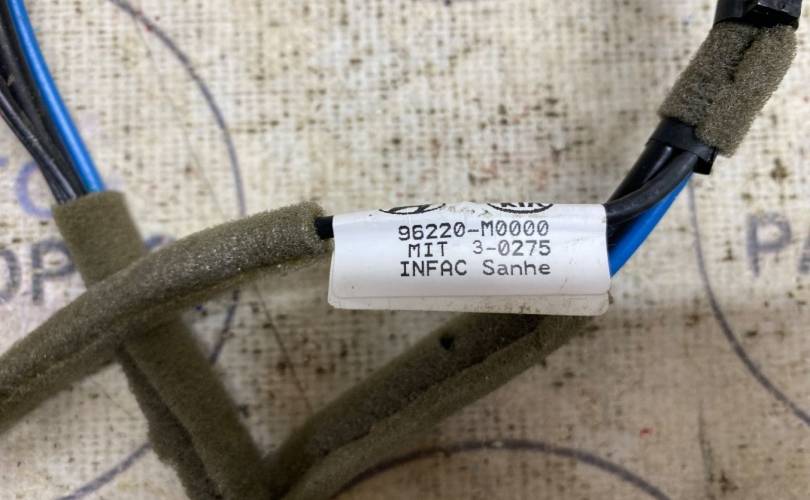 96220-M0000
MIT 3-0275
INFAC Sanhe